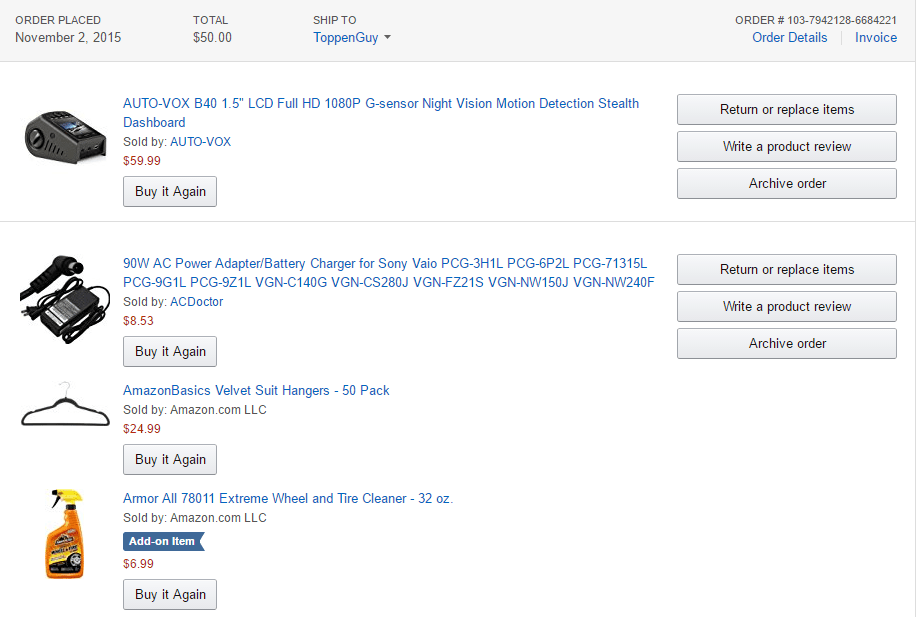 ORDER PLACED
November 2, 2015
TOTAL
$50.00
SHIP TO
ToppenGuy
ORDER # 103-7942128-6684221
Order Details
Invoice
AUTO-VOX B40 1.5" LCD Full HD 1080P G-sensor Night Vision Motion Detection Stealth
Dashboard
Sold by: AUTO-VOX
$59.99
Buy it Again
Return or replace items
Write a product review
Archive order
90W AC Power Adapter/Battery Charger for Sony Vaio PCG-3H1L PCG-6P2L PCG-71315L
PCG-9G1L PCG-9Z1L VGN-C140G VGN-CS280J VGN-FZ21S VGN-NW150J VGN-NW240F
Sold by: ACDoctor
$8.53
Buy it Again
Return or replace items
Write a product review
Archive order
AmazonBasics Velvet Suit Hangers - 50 Pack
Sold by: Amazon.com LLC
$24.99
Buy it Again
Armor All 78011 Extreme Wheel and Tire Cleaner - 32 oz.
Sold by: Amazon.com LLC
Add-on Item
$6.99
Buy it Again